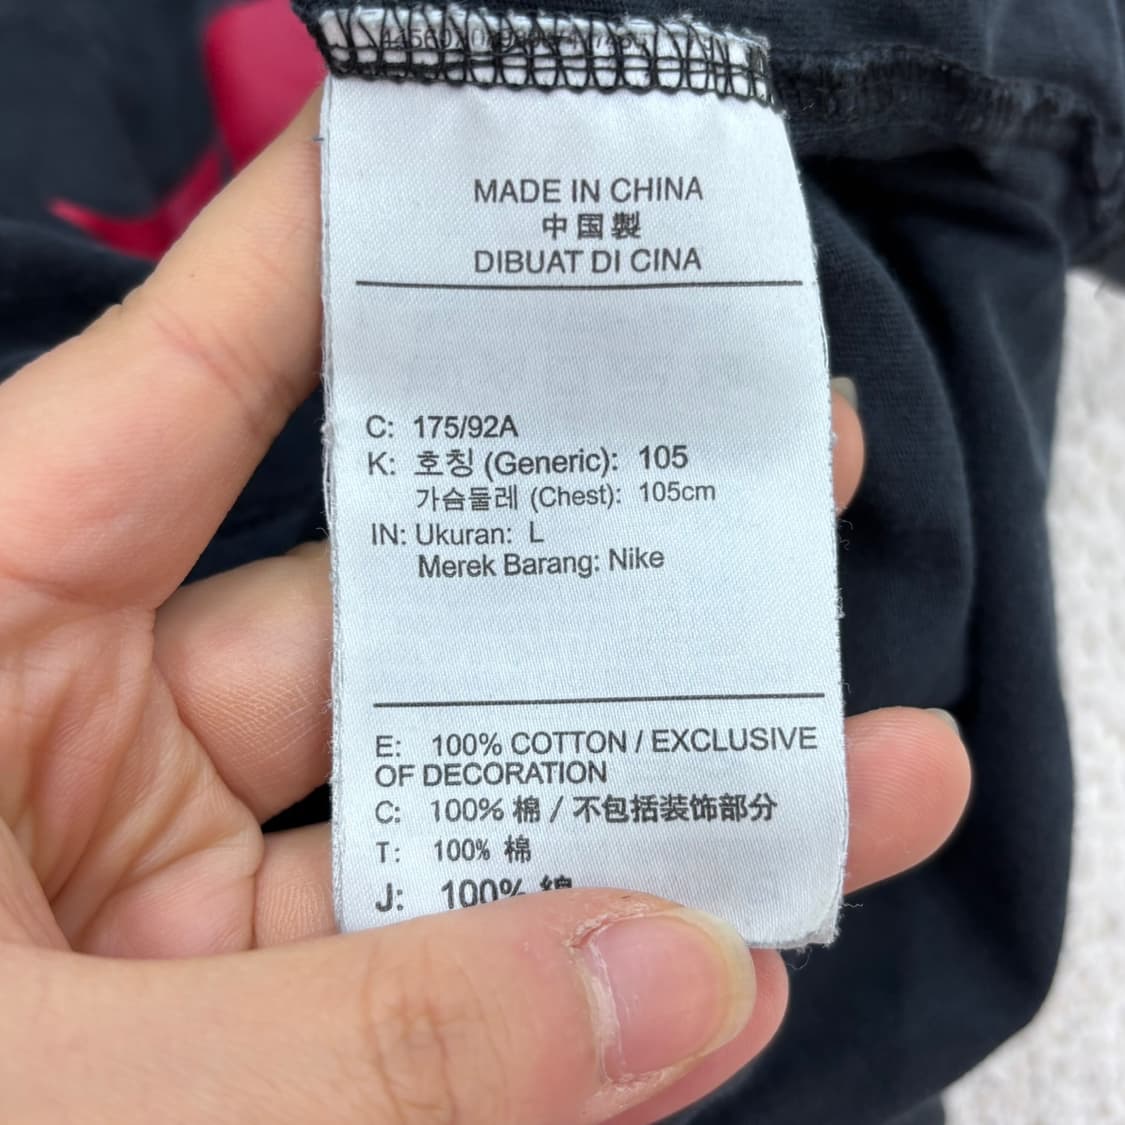 MADE IN CHINA
中国製
DIBUAT DI CINA
C: 175/92A
K: 호칭 (Generic): 105
가슴둘레 (Chest): 105cm
IN: Ukuran: L
Merek Barang: Nike
E: 100% COTTON / EXCLUSIVE
OF DECORATION
C: 100% 棉 / 不包括装饰部分
T: 100% 棉
J: 100%